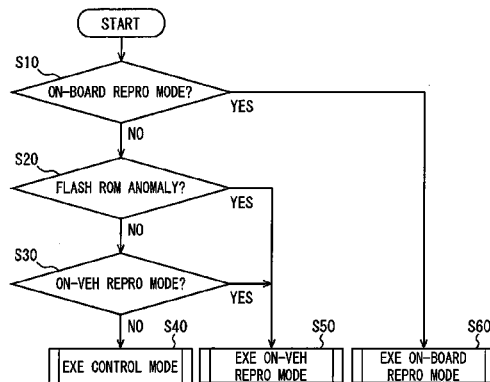 START
S10
ON-BOARD REPRO MODE?
YES
NO
S20
FLASH ROM ANOMALY?
YES
NO
S30
ON-VEH REPRO MODE?
YES
NO
S40
EXE CONTROL MODE
S50
EXE ON-VEH
REPRO MODE
S60
EXE ON-BOARD
REPRO MODE